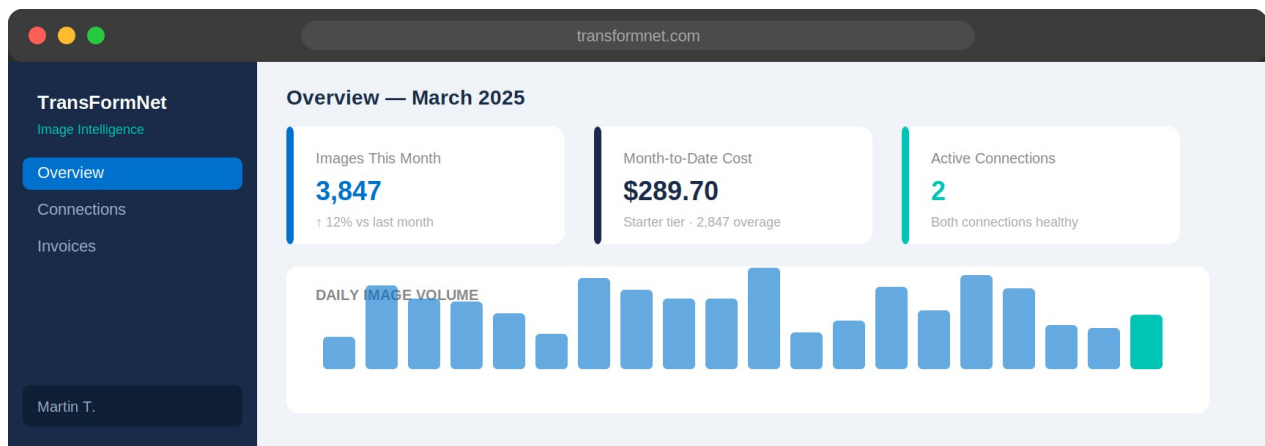 transformnet.com
TransFormNet
Image Intelligence
Overview
Connections
Invoices
Martin T.
Overview — March 2025
Images This Month
3,847
↑ 12% vs last month
Month-to-Date Cost
$289.70
Starter tier · 2,847 overage
Active Connections
2
Both connections healthy
DAILY IMAGE VOLUME